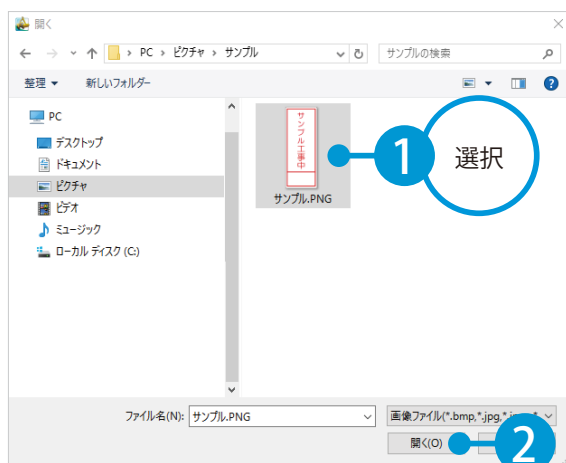 開く
PC › ピクチャ › サンプル
サンプルの検索
整理 新しいフォルダー
PC
デスクトップ
ドキュメント
ピクチャ
ビデオ
ミュージック
ローカル ディスク (C:)
サンプル工事中
サンプル.PNG
1
選択
ファイル名(N): サンプル.PNG
画像ファイル(*.bmp,*.jpg,*
開く(O)
2